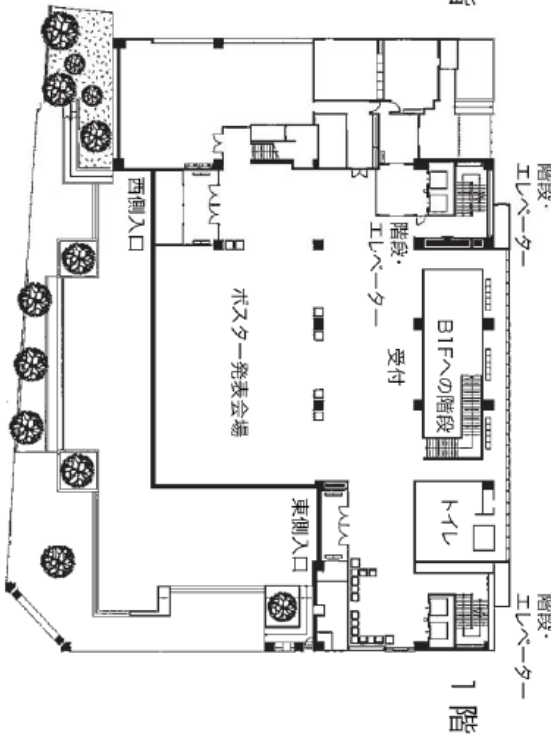 階段・
エレベーター
階段・
エレベーター
B1Fへの階段
受付
西側入口
ポスター発表会場
トイレ
東側入口
階段・
エレベーター
1階